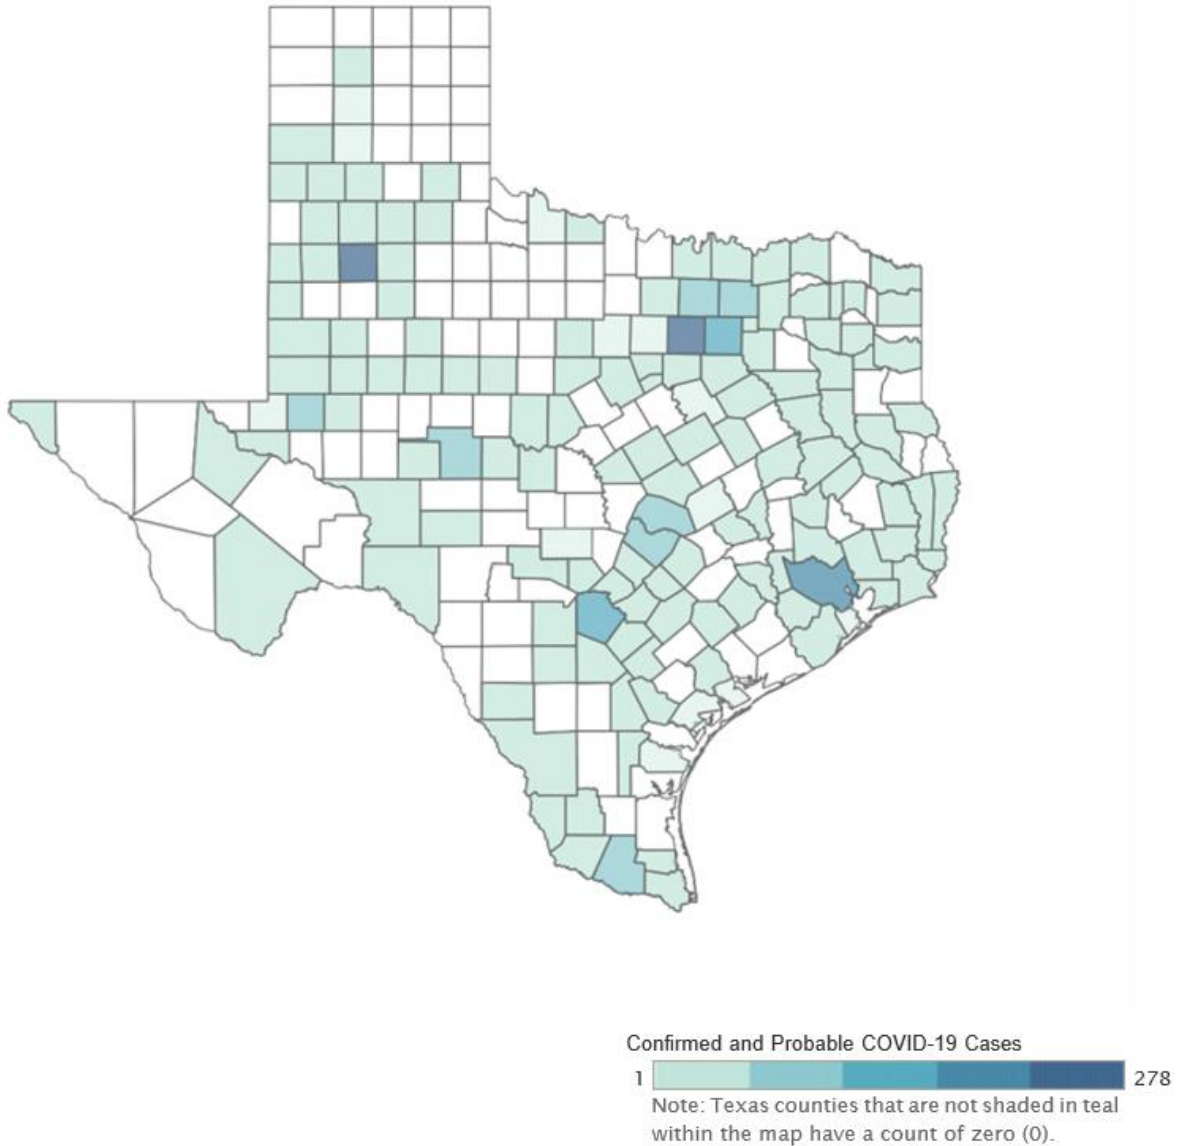 Confirmed and Probable COVID-19 Cases
1 278
Note: Texas counties that are not shaded in teal
within the map have a count of zero (0).